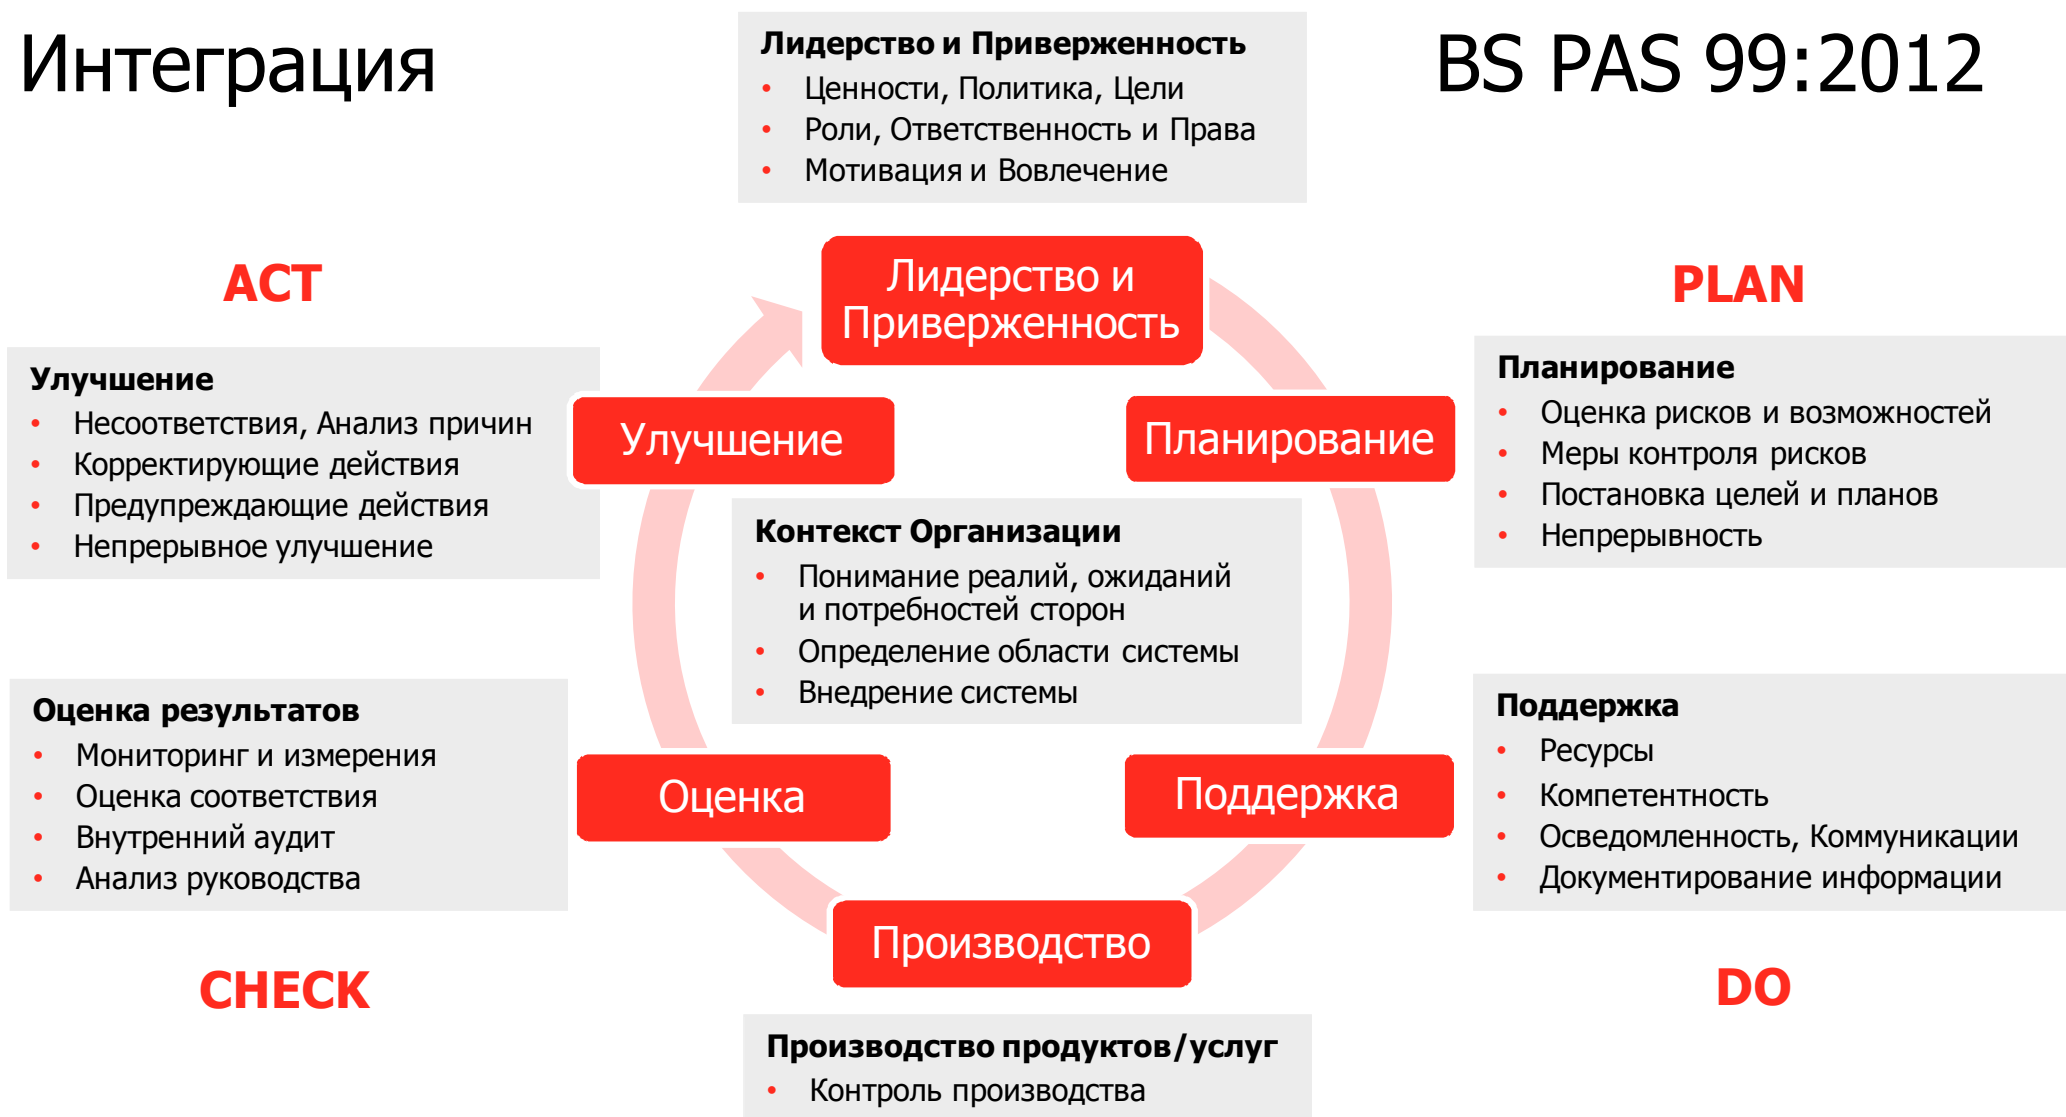 Интеграция
BS PAS 99:2012
Лидерство и Приверженность
• Ценности, Политика, Цели
• Роли, Ответственность и Права
• Мотивация и Вовлечение
ACT
PLAN
Лидерство и
Приверженность
Улучшение
• Несоответствия, Анализ причин
• Корректирующие действия
• Предупреждающие действия
• Непрерывное улучшение
Улучшение
Планирование
Планирование
• Оценка рисков и возможностей
• Меры контроля рисков
• Постановка целей и планов
• Непрерывность
Контекст Организации
• Понимание реалий, ожиданий
и потребностей сторон
• Определение области системы
• Внедрение системы
Оценка результатов
• Мониторинг и измерения
• Оценка соответствия
• Внутренний аудит
• Анализ руководства
Оценка
Поддержка
Поддержка
• Ресурсы
• Компетентность
• Осведомленность, Коммуникации
• Документирование информации
Производство
CHECK
DO
Производство продуктов/услуг
• Контроль производства